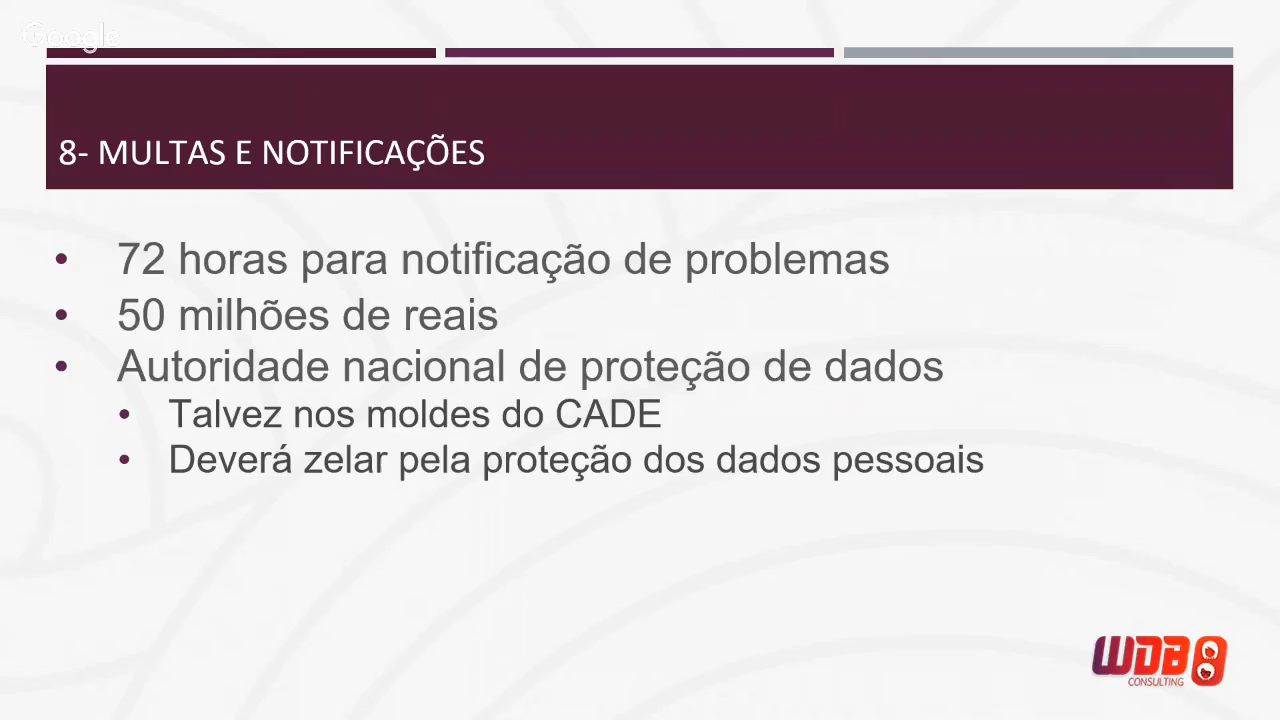 Google
8- MULTAS E NOTIFICAÇÕES
• 72 horas para notificação de problemas
• 50 milhões de reais
• Autoridade nacional de proteção de dados
• Talvez nos moldes do CADE
• Deverá zelar pela proteção dos dados pessoais
WDB8
CONSULTING